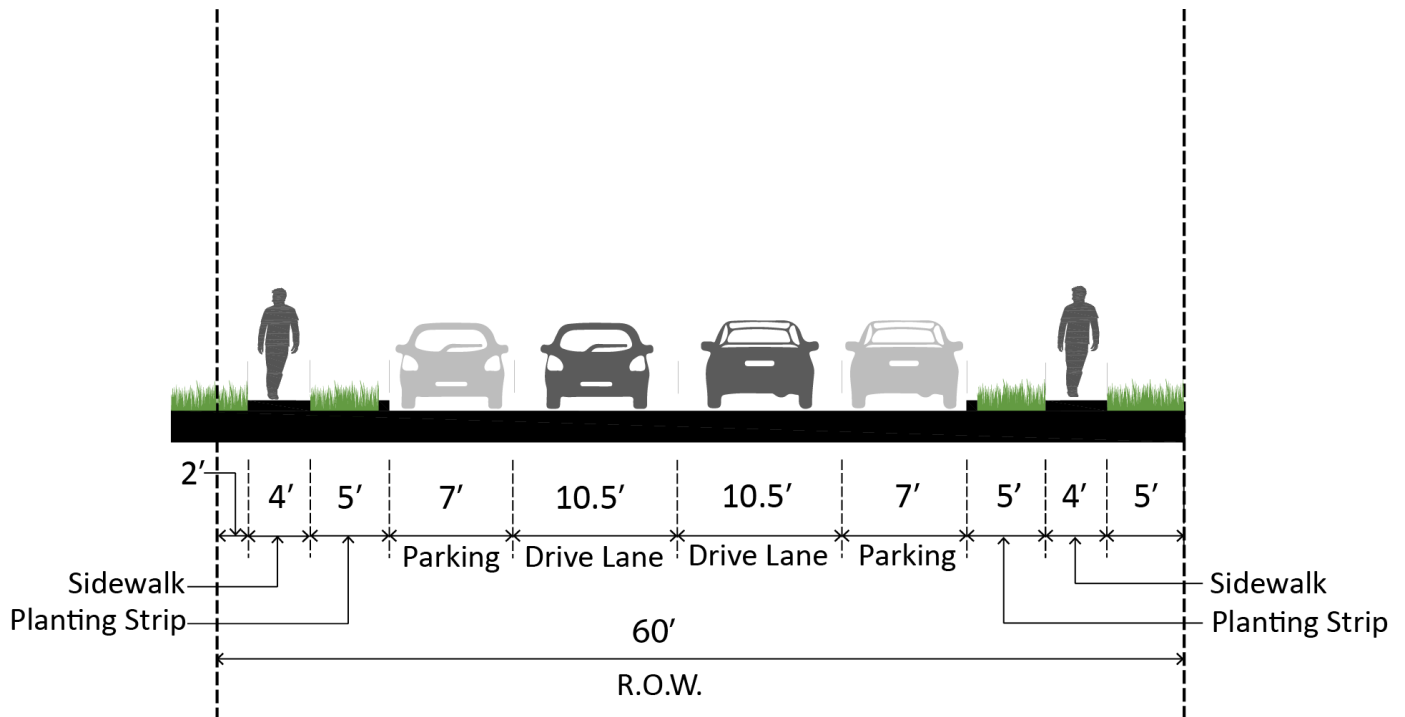 2′
4′ 5′ 7′ 10.5′ 10.5′ 7′ 5′ 4′ 5′
Parking Drive Lane Drive Lane Parking
Sidewalk Sidewalk
Planting Strip Planting Strip
60′
R.O.W.